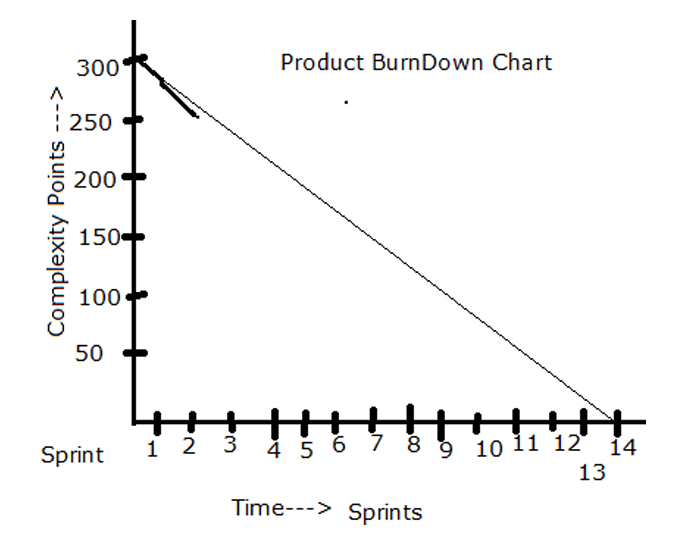 Product BurnDown Chart
Complexity Points --->
300
250
200
150
100
50
Sprint 1 2 3 4 5 6 7 8 9 10 11 12 13 14
Time---> Sprints